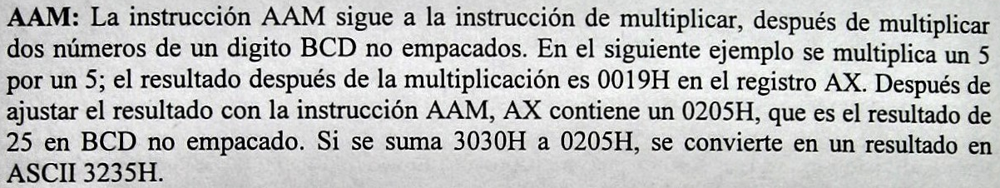 AAM: La instrucción AAM sigue a la instrucción de multiplicar, después de multiplicar
dos números de un digito BCD no empacados. En el siguiente ejemplo se multiplica un 5
por un 5; el resultado después de la multiplicación es 0019H en el registro AX. Después de
ajustar el resultado con la instrucción AAM, AX contiene un 0205H, que es el resultado de
25 en BCD no empacado. Si se suma 3030H a 0205H, se convierte en un resultado en
ASCII 3235H.